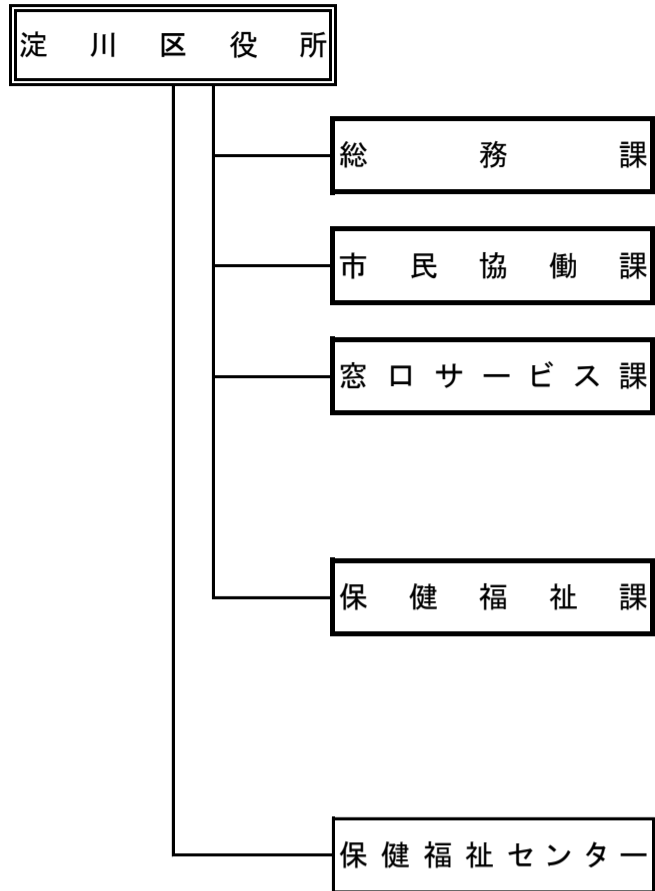 淀川区役所
総務課
市民協働課
窓口サービス課
保健福祉課
保健福祉センター